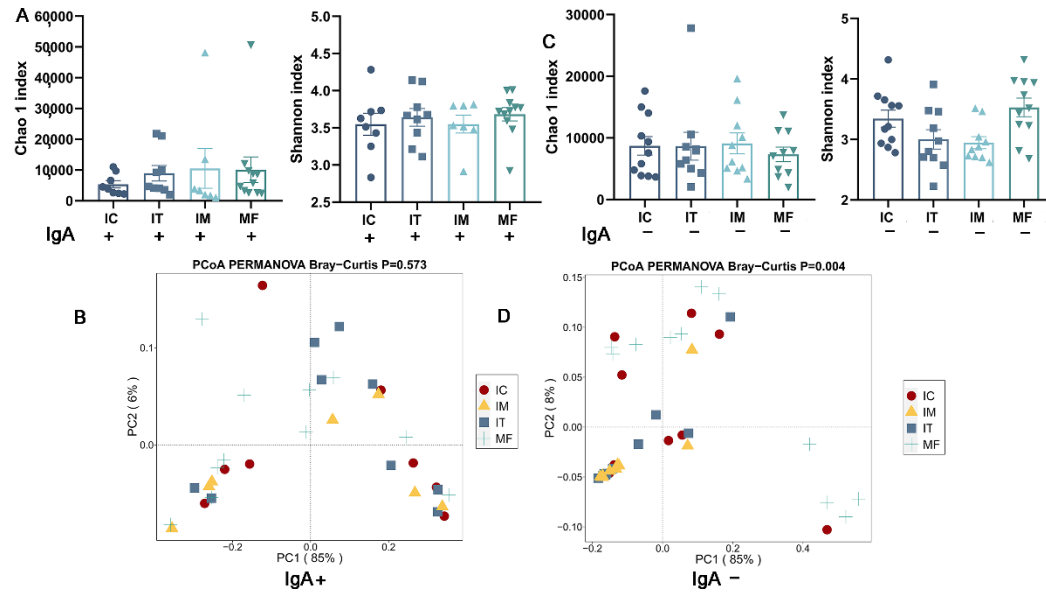 A
Chao 1 index
60,000
50,000
40000
30000
20000
10000
0
IC IT IM MF
IgA + + + +
Shannon index
5.0
4.5
4.0
3.5
3.0
2.5
IC IT IM MF
+ + + +
C
Chao 1 index
30000
20000
10000
0
IC IT IM MF
IgA − − − −
Shannon index
5
4
3
2
IC IT IM MF
− − − −
B
PCoA PERMANOVA Bray−Curtis P=0.573
PC2 ( 6% )
0.1
0.0
−0.2 0.0 0.2
PC1 ( 85% )
IgA +
IC
IM
IT
MF
D
PCoA PERMANOVA Bray−Curtis P=0.004
PC2 ( 8% )
0.15
0.10
0.05
0.00
−0.05
−0.10
−0.2 0.0 0.2 0.4
PC1 ( 85% )
IgA −
IC
IM
IT
MF